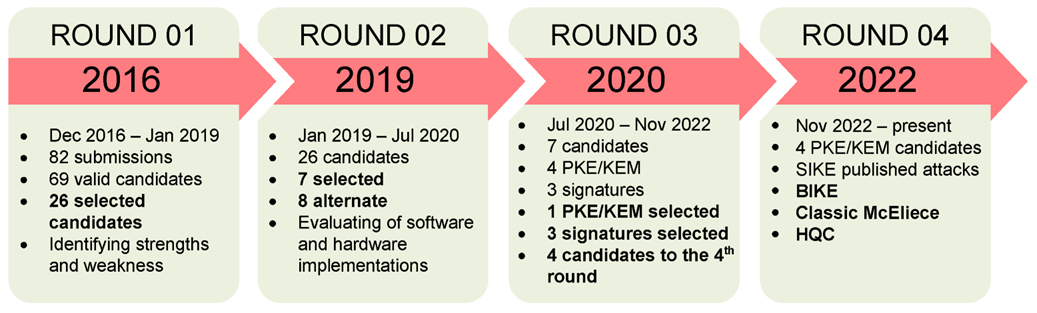 ROUND 01
2016
• Dec 2016 – Jan 2019
• 82 submissions
• 69 valid candidates
• 26 selected
candidates
• Identifying strengths
and weakness
ROUND 02
2019
• Jan 2019 – Jul 2020
• 26 candidates
• 7 selected
• 8 alternate
• Evaluating of software
and hardware
implementations
ROUND 03
2020
• Jul 2020 – Nov 2022
• 7 candidates
• 4 PKE/KEM
• 3 signatures
• 1 PKE/KEM selected
• 3 signatures selected
• 4 candidates to the 4th
round
ROUND 04
2022
• Nov 2022 – present
• 4 PKE/KEM candidates
• SIKE published attacks
• BIKE
• Classic McEliece
• HQC